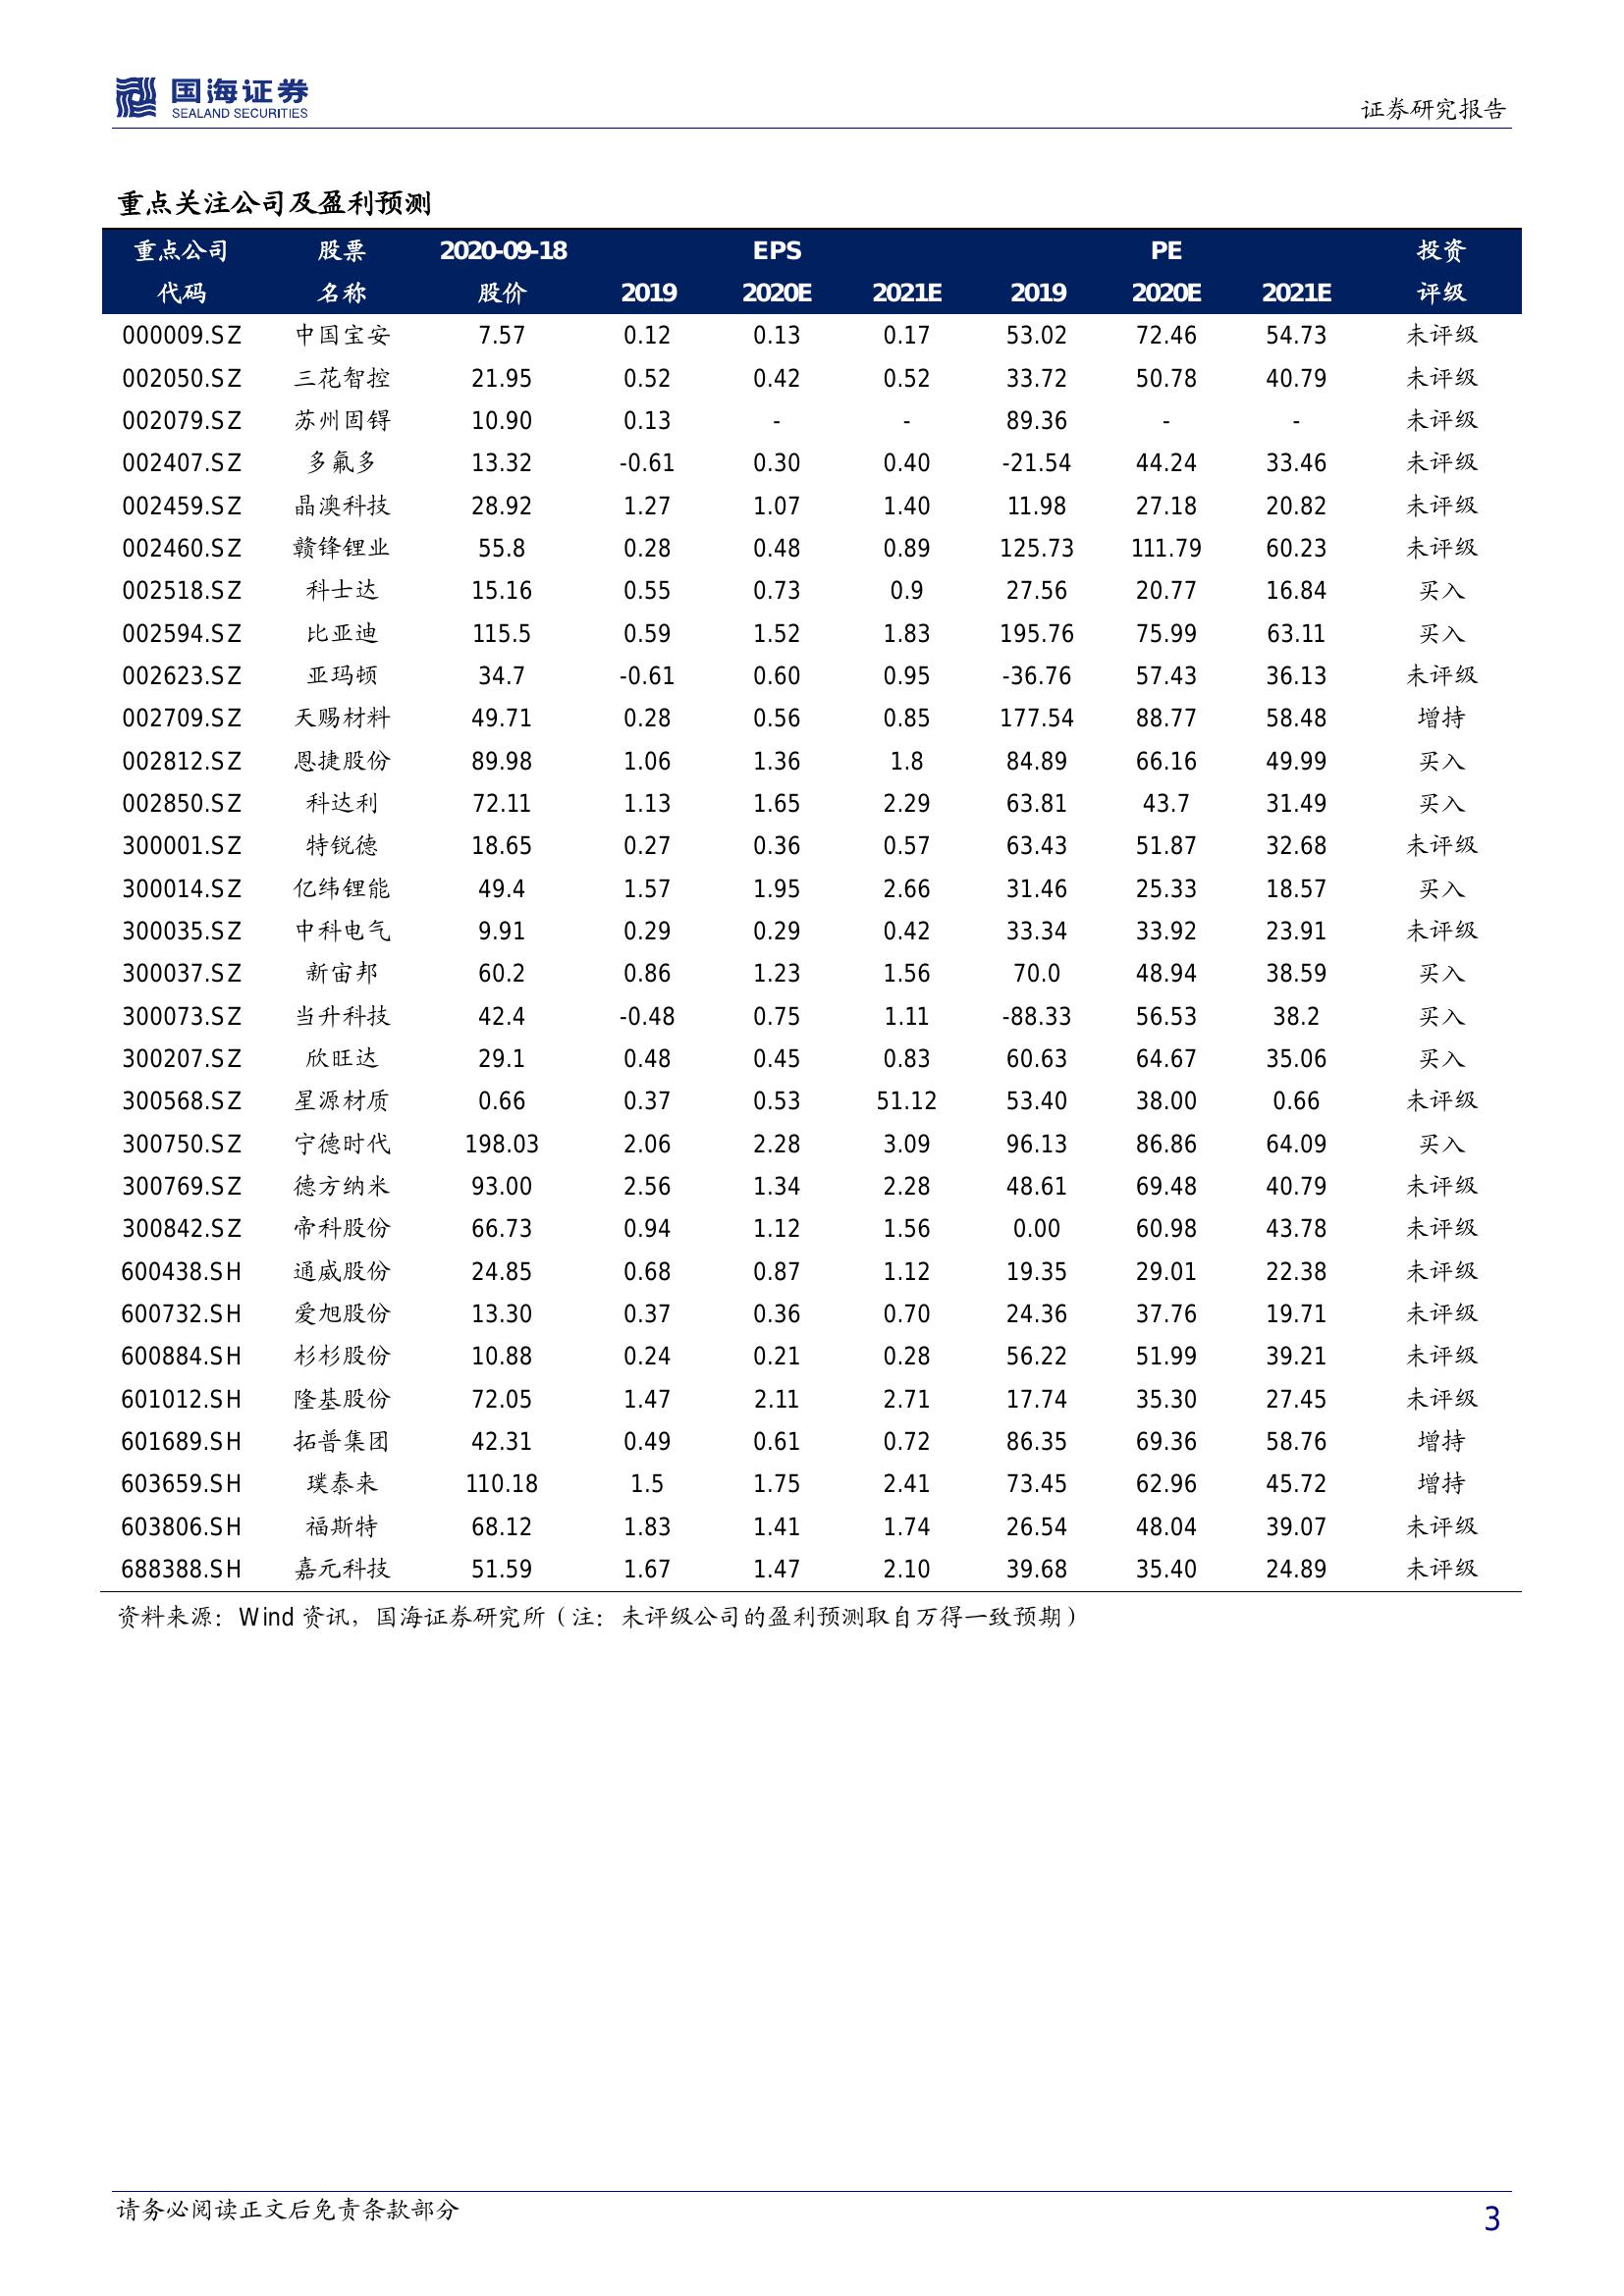 国海证券
SEALAND SECURITIES
证券研究报告
重点关注公司及盈利预测
重点公司 股票 2020-09-18 EPS PE 投资
代码 名称 股价 2019 2020E 2021E 2019 2020E 2021E 评级
000009.SZ 中国宝安 7.57 0.12 0.13 0.17 53.02 72.46 54.73 未评级
002050.SZ 三花智控 21.95 0.52 0.42 0.52 33.72 50.78 40.79 未评级
002079.SZ 苏州固锝 10.90 0.13 - - 89.36 - - 未评级
002407.SZ 多氟多 13.32 -0.61 0.30 0.40 -21.54 44.24 33.46 未评级
002459.SZ 晶澳科技 28.92 1.27 1.07 1.40 11.98 27.18 20.82 未评级
002460.SZ 赣锋锂业 55.8 0.28 0.48 0.89 125.73 111.79 60.23 未评级
002518.SZ 科士达 15.16 0.55 0.73 0.9 27.56 20.77 16.84 买入
002594.SZ 比亚迪 115.5 0.59 1.52 1.83 195.76 75.99 63.11 买入
002623.SZ 亚玛顿 34.7 -0.61 0.60 0.95 -36.76 57.43 36.13 未评级
002709.SZ 天赐材料 49.71 0.28 0.56 0.85 177.54 88.77 58.48 增持
002812.SZ 恩捷股份 89.98 1.06 1.36 1.8 84.89 66.16 49.99 买入
002850.SZ 科达利 72.11 1.13 1.65 2.29 63.81 43.7 31.49 买入
300001.SZ 特锐德 18.65 0.27 0.36 0.57 63.43 51.87 32.68 未评级
300014.SZ 亿纬锂能 49.4 1.57 1.95 2.66 31.46 25.33 18.57 买入
300035.SZ 中科电气 9.91 0.29 0.29 0.42 33.34 33.92 23.91 未评级
300037.SZ 新宙邦 60.2 0.86 1.23 1.56 70.0 48.94 38.59 买入
300073.SZ 当升科技 42.4 -0.48 0.75 1.11 -88.33 56.53 38.2 买入
300207.SZ 欣旺达 29.1 0.48 0.45 0.83 60.63 64.67 35.06 买入
300568.SZ 星源材质 0.66 0.37 0.53 51.12 53.40 38.00 0.66 未评级
300750.SZ 宁德时代 198.03 2.06 2.28 3.09 96.13 86.86 64.09 买入
300769.SZ 德方纳米 93.00 2.56 1.34 2.28 48.61 69.48 40.79 未评级
300842.SZ 帝科股份 66.73 0.94 1.12 1.56 0.00 60.98 43.78 未评级
600438.SH 通威股份 24.85 0.68 0.87 1.12 19.35 29.01 22.38 未评级
600732.SH 爱旭股份 13.30 0.37 0.36 0.70 24.36 37.76 19.71 未评级
600884.SH 杉杉股份 10.88 0.24 0.21 0.28 56.22 51.99 39.21 未评级
601012.SH 隆基股份 72.05 1.47 2.11 2.71 17.74 35.30 27.45 未评级
601689.SH 拓普集团 42.31 0.49 0.61 0.72 86.35 69.36 58.76 增持
603659.SH 璞泰来 110.18 1.5 1.75 2.41 73.45 62.96 45.72 增持
603806.SH 福斯特 68.12 1.83 1.41 1.74 26.54 48.04 39.07 未评级
688388.SH 嘉元科技 51.59 1.67 1.47 2.10 39.68 35.40 24.89 未评级
资料来源：Wind 资讯，国海证券研究所（注：未评级公司的盈利预测取自万得一致预期）
请务必阅读正文后免责条款部分
3